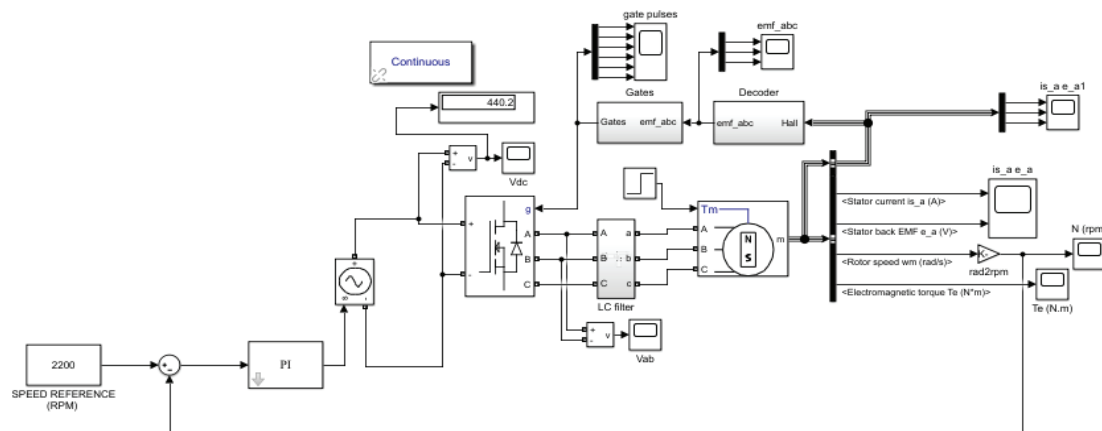 gate pulses
emf_abc
Continuous
440.2
Gates
Decoder
is_a e_a1
Gates emf_abc
emf_abc Hall
+
-
v
Vdc
is_a e_a
g
Tm
<Stator current is_a (A)>
+
A
A a
A
N
S
m
<Stator back EMF e_a (V)>
N (rpm
B
B b
B
<Rotor speed wm (rad/s)>
K-
rad2rpm
-
C
C c
C
<Electromagnetic torque Te (N*m)>
LC filter
Te (N.m)
+
s
-
+
-
v
Vab
2200
+
-
PI
SPEED REFERENCE
(RPM)